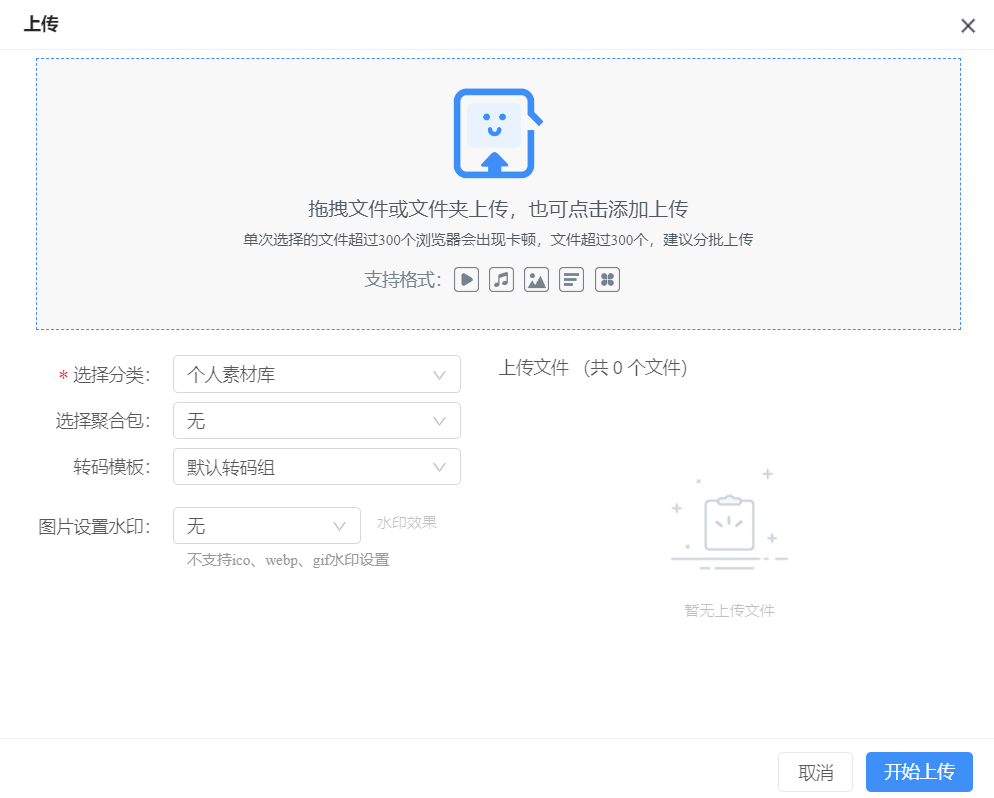 上传
拖拽文件或文件夹上传，也可点击添加上传
单次选择的文件超过300个浏览器会出现卡顿，文件超过300个，建议分批上传
支持格式：
* 选择分类： 个人素材库
选择聚合包： 无
转码模板： 默认转码组
图片设置水印： 无 水印效果
不支持ico、webp、gif水印设置
上传文件 （共 0 个文件）
暂无上传文件
取消 开始上传